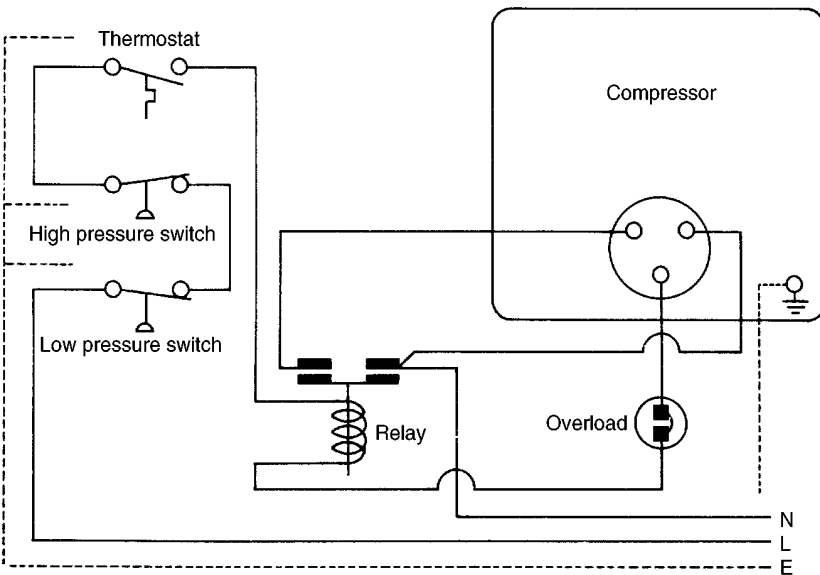 Thermostat
Compressor
High pressure switch
Low pressure switch
Relay
Overload
N
L
E